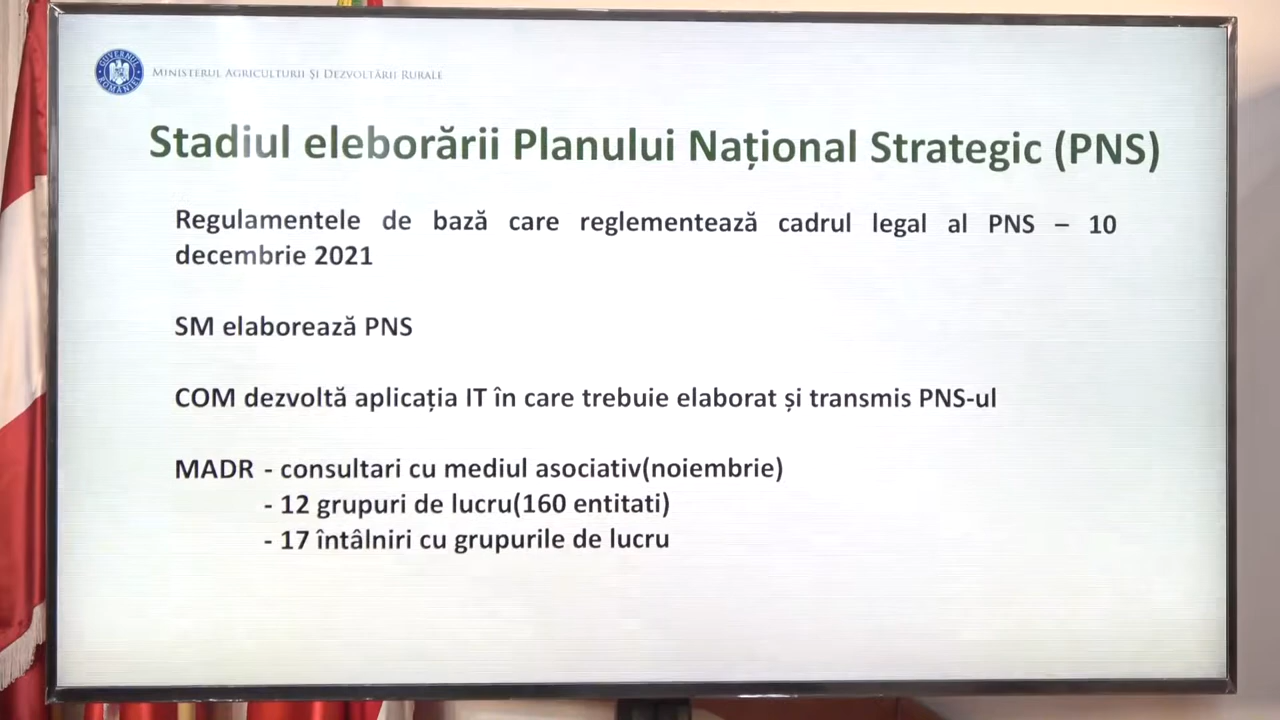 GUVERNUL ROMÂNIEI
MINISTERUL AGRICULTURII ȘI DEZVOLTĂRII RURALE
Stadiul eleborării Planului Național Strategic (PNS)
Regulamentele de bază care reglementează cadrul legal al PNS – 10
decembrie 2021
SM elaborează PNS
COM dezvoltă aplicația IT în care trebuie elaborat și transmis PNS-ul
MADR - consultari cu mediul asociativ(noiembrie)
- 12 grupuri de lucru(160 entitati)
- 17 întâlniri cu grupurile de lucru